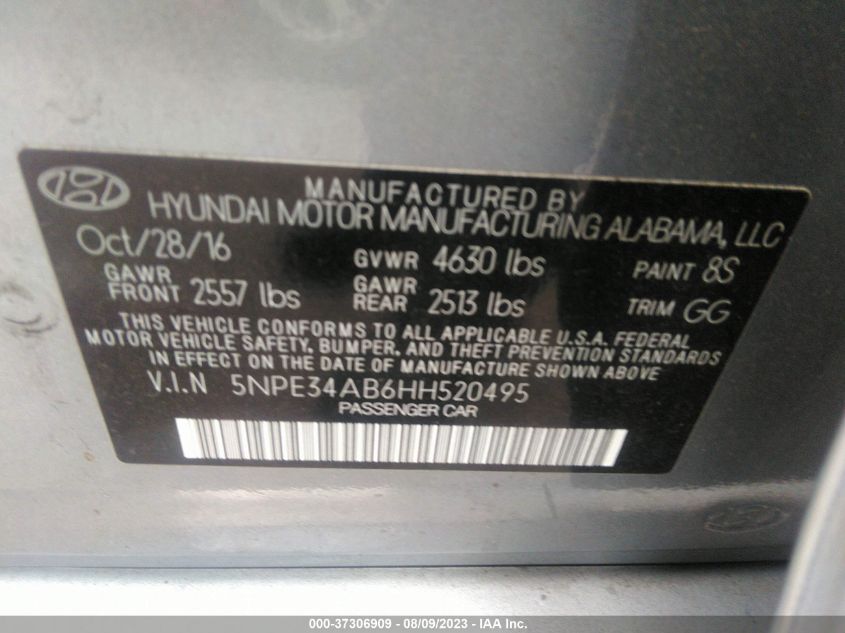 MANUFACTURED BY
HYUNDAI MOTOR MANUFACTURING ALABAMA, LLC
Oct/28/16 GVWR 4630 lbs PAINT 8S
GAWR FRONT 2557 lbs GAWR REAR 2513 lbs TRIM GG
THIS VEHICLE CONFORMS TO ALL APPLICABLE U.S.A. FEDERAL
MOTOR VEHICLE SAFETY, BUMPER, AND THEFT PREVENTION STANDARDS
IN EFFECT ON THE DATE OF MANUFACTURE SHOWN ABOVE
V.I.N 5NPE34AB6HH520495
PASSENGER CAR
000-37306909 - 08/09/2023 - IAA Inc.